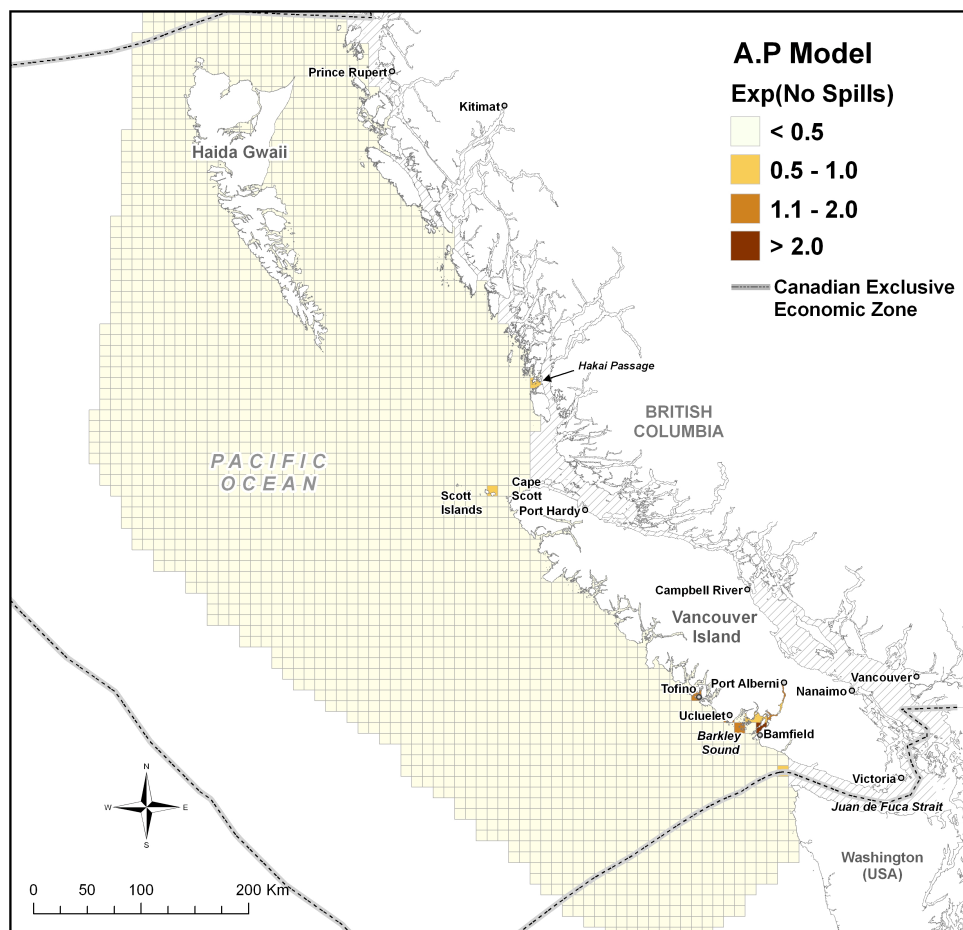 A.P Model
Exp(No Spills)
< 0.5
0.5 - 1.0
1.1 - 2.0
> 2.0
Canadian Exclusive
Economic Zone
Prince Rupert
Kitimat
Haida Gwaii
Hakai Passage
BRITISH
COLUMBIA
PACIFIC
OCEAN
Scott
Islands
Cape
Scott
Port Hardy
Campbell River
Vancouver
Island
Port Alberni
Vancouver
Nanaimo
Tofino
Ucluelet
Barkley
Sound
Bamfield
Victoria
Juan de Fuca Strait
Washington
(USA)
N
W
E
S
0 50 100 200 Km